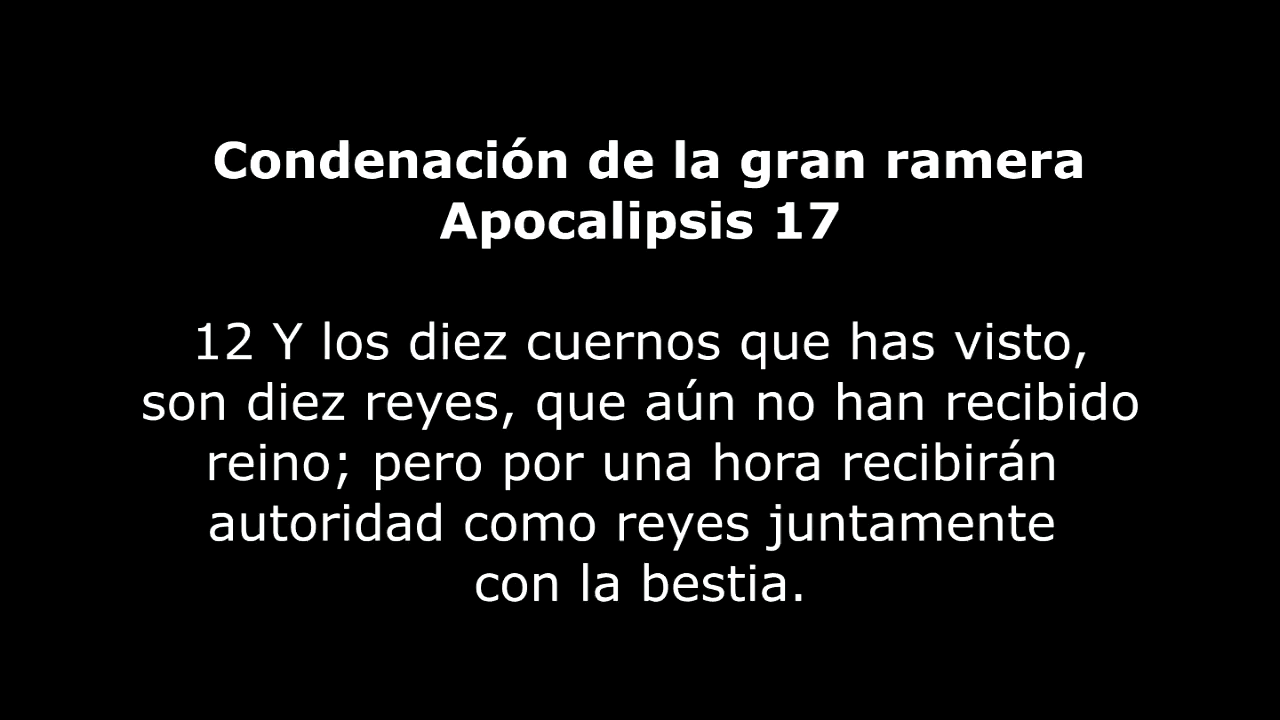 Condenación de la gran ramera
Apocalipsis 17
12 Y los diez cuernos que has visto,
son diez reyes, que aún no han recibido
reino; pero por una hora recibirán
autoridad como reyes juntamente
con la bestia.